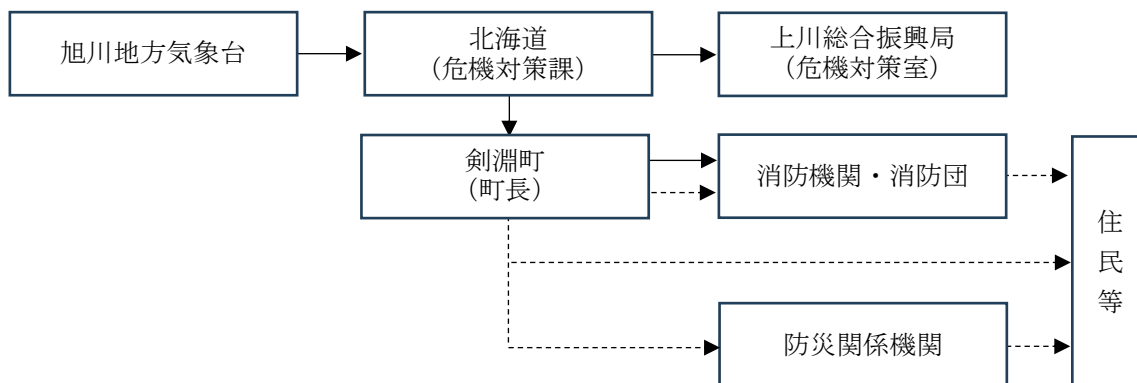 旭川地方気象台
北海道
（危機対策課）
上川総合振興局
（危機対策室）
剣淵町
（町長）
消防機関・消防団
住民等
防災関係機関